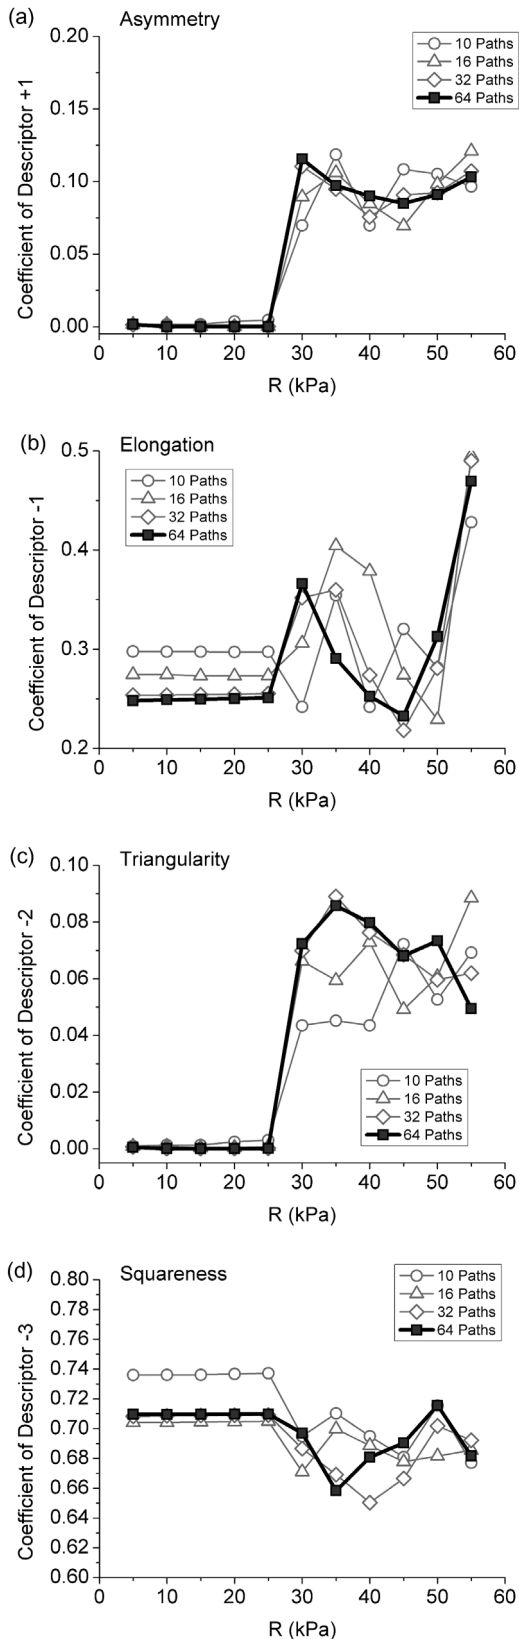 (a) Asymmetry
0.20
0.15
0.10
0.05
0.00
Coefficient of Descriptor +1
10 Paths
16 Paths
32 Paths
64 Paths
0 10 20 30 40 50 60
R (kPa)
(b) Elongation
0.5
0.4
0.3
0.2
Coefficient of Descriptor -1
10 Paths
16 Paths
32 Paths
64 Paths
0 10 20 30 40 50 60
R (kPa)
(c) Triangularity
0.10
0.08
0.06
0.04
0.02
0.00
Coefficient of Descriptor -2
10 Paths
16 Paths
32 Paths
64 Paths
0 10 20 30 40 50 60
R (kPa)
(d) Squareness
0.80
0.78
0.76
0.74
0.72
0.70
0.68
0.66
0.64
0.62
0.60
Coefficient of Descriptor -3
10 Paths
16 Paths
32 Paths
64 Paths
0 10 20 30 40 50 60
R (kPa)